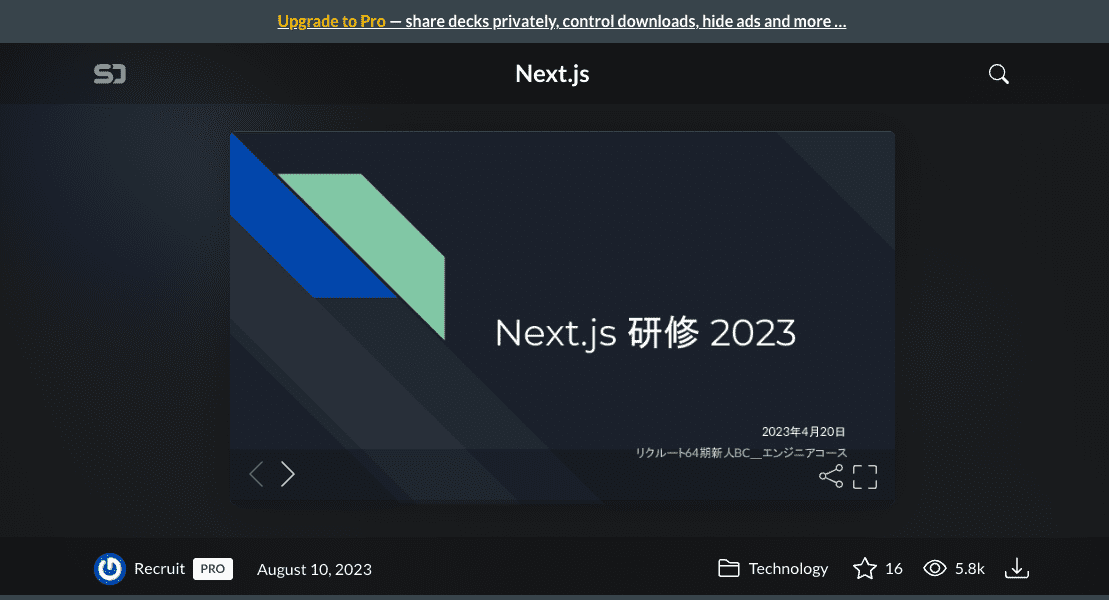 Upgrade to Pro — share decks privately, control downloads, hide ads and more …
SD
Next.js
Next.js 研修 2023
2023年4月20日
リクルート64期新人BC__エンジニアコース
Recruit PRO August 10, 2023 Technology 16 5.8k